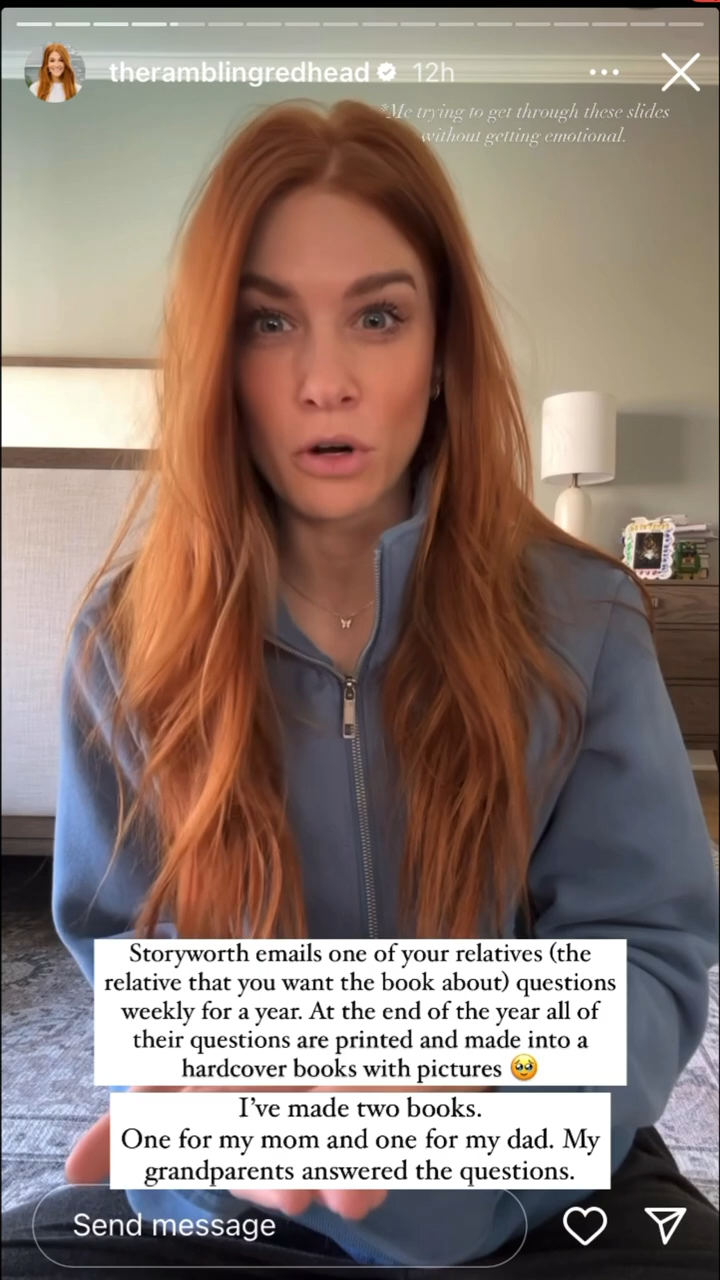 theramblingredhead 12h
*Me trying to get through these slides
without getting emotional.
Storyworth emails one of your relatives (the
relative that you want the book about) questions
weekly for a year. At the end of the year all of
their questions are printed and made into a
hardcover books with pictures 🥹
I've made two books.
One for my mom and one for my dad. My
grandparents answered the questions.
Send message